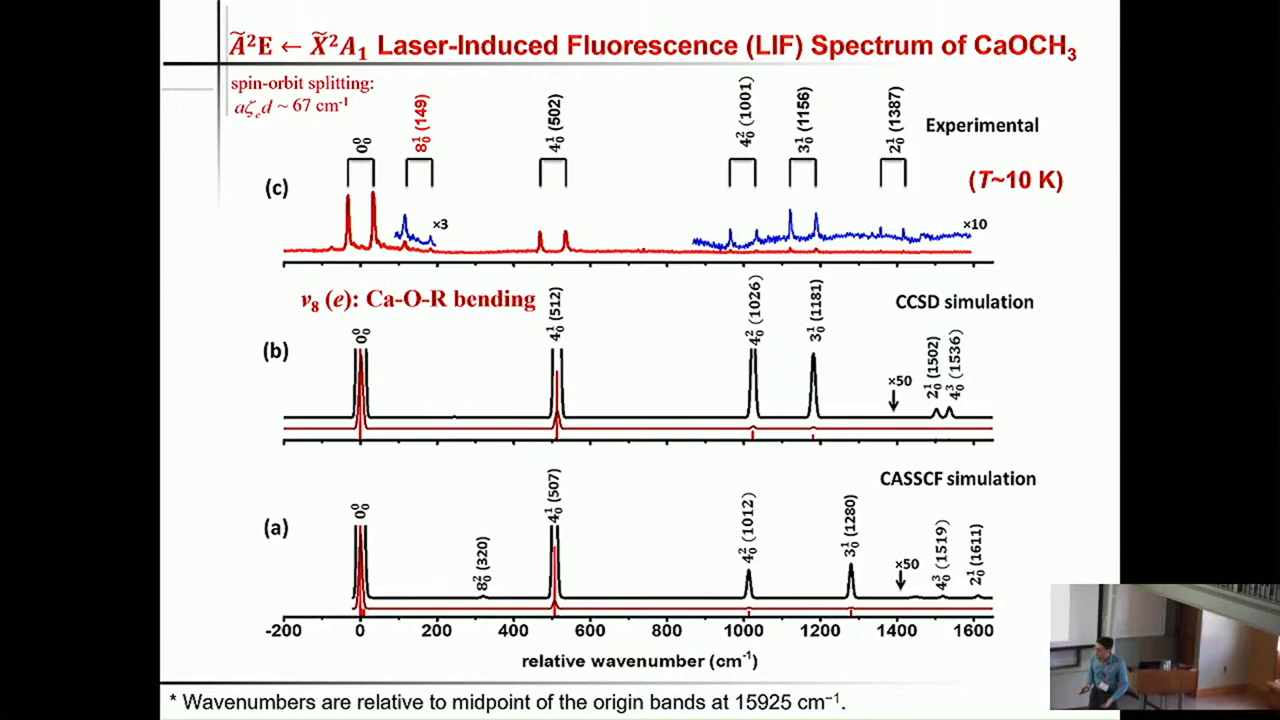 Ã²E ← X̃²A₁ Laser-Induced Fluorescence (LIF) Spectrum of CaOCH₃
spin-orbit splitting:
aζₑd ~ 67 cm⁻¹
0⁰₀
8¹₀ (149)
4¹₀ (502)
4²₀ (1001)
3¹₀ (1156)
2¹₀ (1387)
Experimental
(T~10 K)
(c)
×3
×10
ν₈ (e): Ca-O-R bending
CCSD simulation
(b)
0⁰₀
4¹₀ (512)
4²₀ (1026)
3¹₀ (1181)
×50
2¹₀ (1502)
4³₀ (1536)
CASSCF simulation
(a)
0⁰₀
8²₀ (320)
4¹₀ (507)
4²₀ (1012)
3¹₀ (1280)
×50
4³₀ (1519)
2¹₀ (1611)
-200 0 200 400 600 800 1000 1200 1400 1600
relative wavenumber (cm⁻¹)
* Wavenumbers are relative to midpoint of the origin bands at 15925 cm⁻¹.